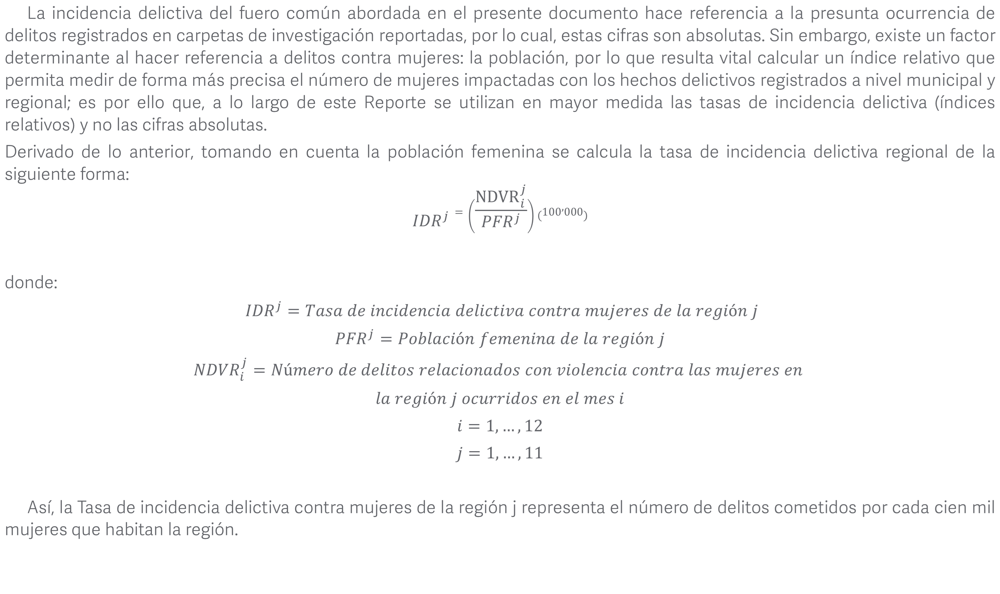 La incidencia delictiva del fuero común abordada en el presente documento hace referencia a la presunta ocurrencia de
delitos registrados en carpetas de investigación reportadas, por lo cual, estas cifras son absolutas. Sin embargo, existe un factor
determinante al hacer referencia a delitos contra mujeres: la población, por lo que resulta vital calcular un índice relativo que
permita medir de forma más precisa el número de mujeres impactadas con los hechos delictivos registrados a nivel municipal y
regional; es por ello que, a lo largo de este Reporte se utilizan en mayor medida las tasas de incidencia delictiva (índices
relativos) y no las cifras absolutas.
Derivado de lo anterior, tomando en cuenta la población femenina se calcula la tasa de incidencia delictiva regional de la
siguiente forma:
$IDR^j = \left(\frac{NDVR_i^j}{PFR^j}\right)(100,000)$
donde:
$IDR^j$ = Tasa de incidencia delictiva contra mujeres de la región j
$PFR^j$ = Población femenina de la región j
$NDVR_i^j$ = Número de delitos relacionados con violencia contra las mujeres en
la región j ocurridos en el mes i
i = 1, … , 12
j = 1, … , 11
Así, la Tasa de incidencia delictiva contra mujeres de la región j representa el número de delitos cometidos por cada cien mil
mujeres que habitan la región.